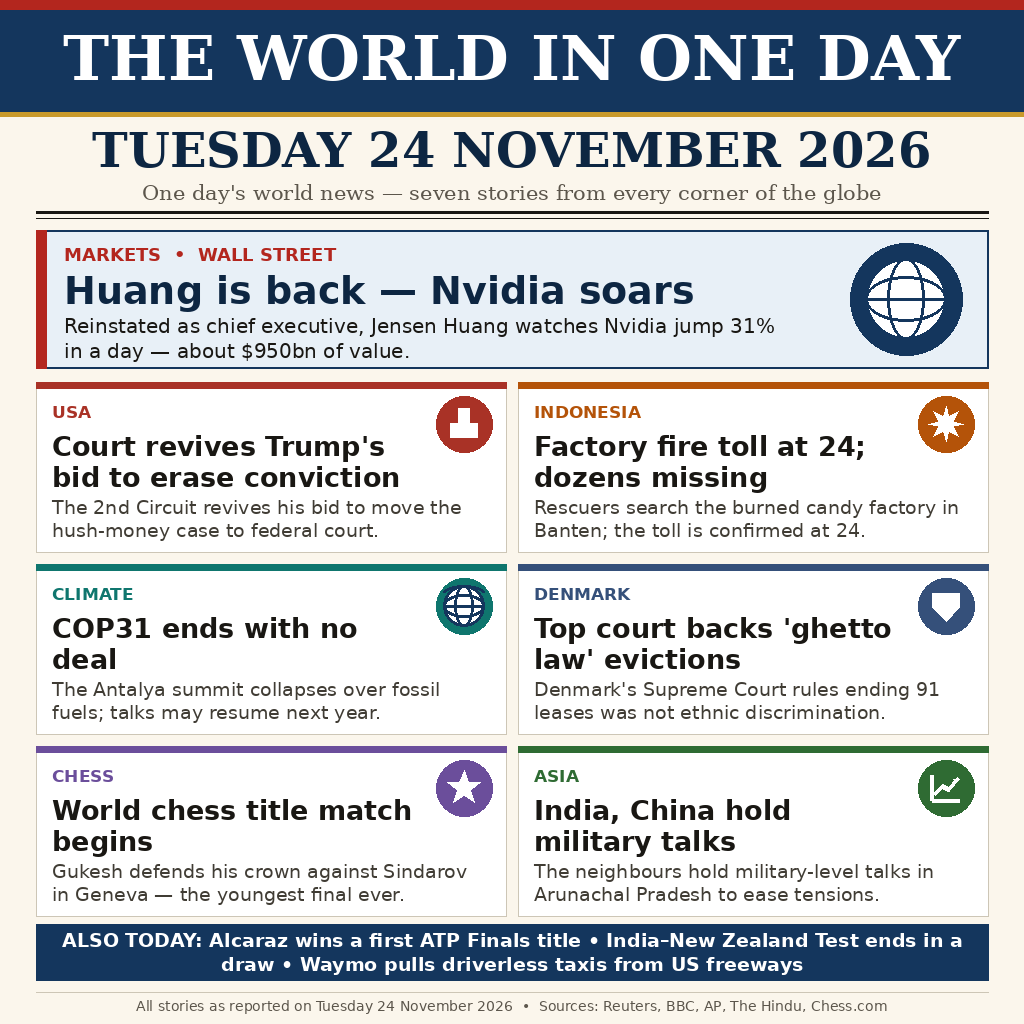 THE WORLD IN ONE DAY
TUESDAY 24 NOVEMBER 2026
One day's world news — seven stories from every corner of the globe
MARKETS • WALL STREET
Huang is back — Nvidia soars
Reinstated as chief executive, Jensen Huang watches Nvidia jump 31%
in a day — about $950bn of value.
USA
Court revives Trump's
bid to erase conviction
The 2nd Circuit revives his bid to move the
hush-money case to federal court.
INDONESIA
Factory fire toll at 24;
dozens missing
Rescuers search the burned candy factory in
Banten; the toll is confirmed at 24.
CLIMATE
COP31 ends with no
deal
The Antalya summit collapses over fossil
fuels; talks may resume next year.
DENMARK
Top court backs 'ghetto
law' evictions
Denmark's Supreme Court rules ending 91
leases was not ethnic discrimination.
CHESS
World chess title match
begins
Gukesh defends his crown against Sindarov
in Geneva — the youngest final ever.
ASIA
India, China hold
military talks
The neighbours hold military-level talks in
Arunachal Pradesh to ease tensions.
ALSO TODAY: Alcaraz wins a first ATP Finals title • India–New Zealand Test ends in a
draw • Waymo pulls driverless taxis from US freeways
All stories as reported on Tuesday 24 November 2026 • Sources: Reuters, BBC, AP, The Hindu, Chess.com